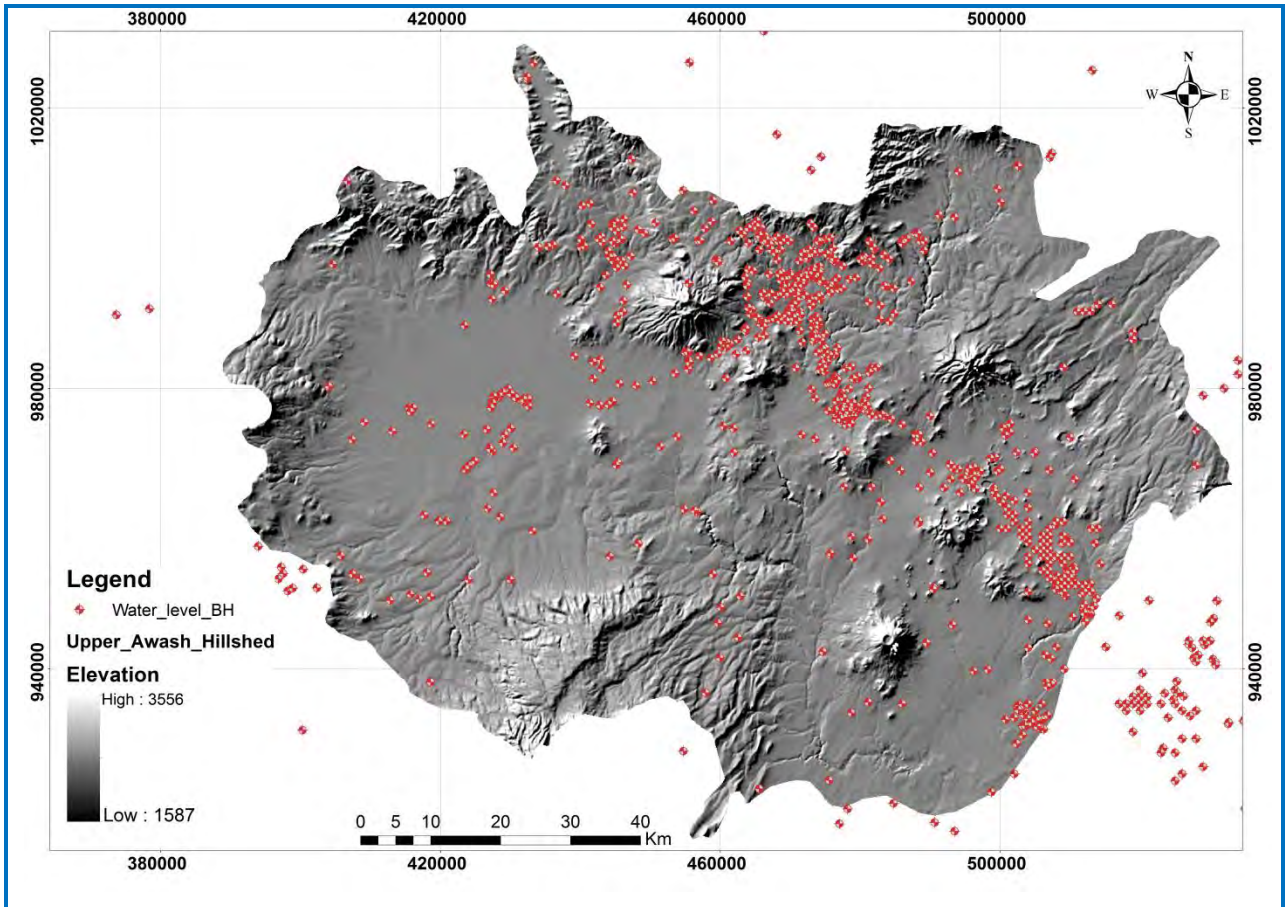 380000 420000 460000 500000
N
W E
S
1020000 1020000
980000 980000
Legend
Water_level_BH
Upper_Awash_Hillshed
Elevation
High : 3556
Low : 1587
940000 940000
0 5 10 20 30 40
Km
380000 420000 460000 500000